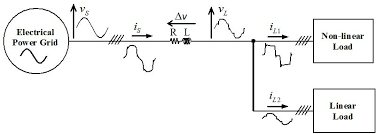 Electrical
Power Grid
v_S
i_S
Δv
R L
v_L
i_L1
Non-linear
Load
i_L2
Linear
Load